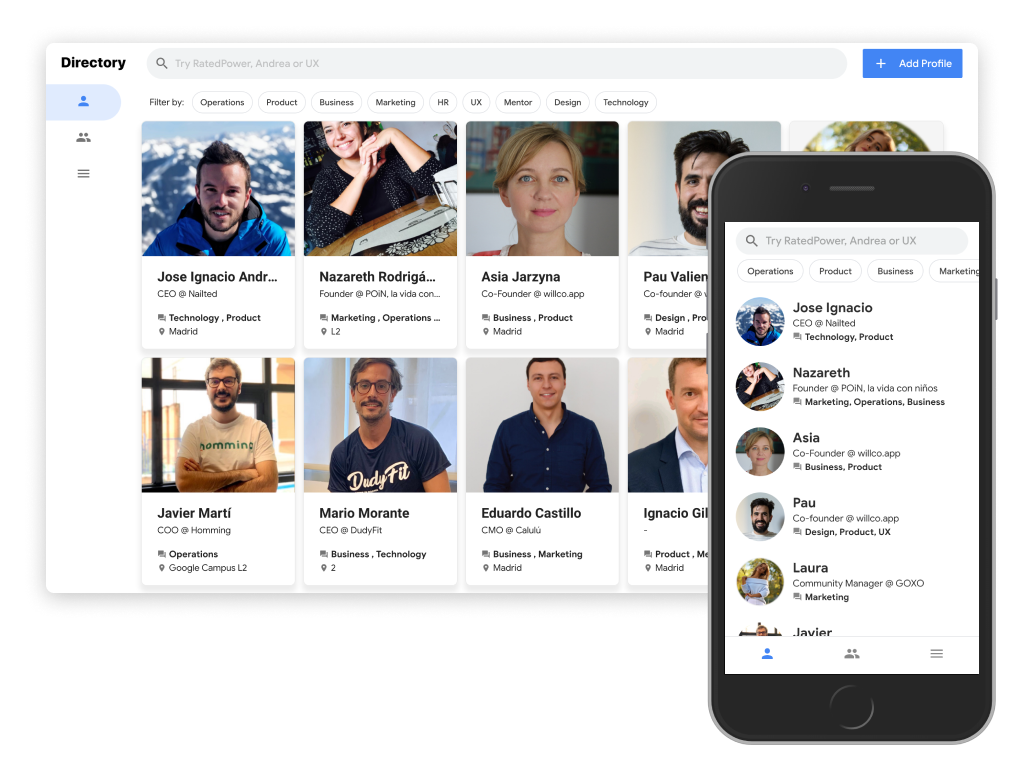 Directory
Try RatedPower, Andrea or UX
+ Add Profile
Filter by:
Operations
Product
Business
Marketing
HR
UX
Mentor
Design
Technology
Jose Ignacio Andr...
CEO @ Nailted
Technology , Product
Madrid
Nazareth Rodrigá...
Founder @ POiN, la vida con...
Marketing , Operations ...
L2
Asia Jarzyna
Co-Founder @ willco.app
Business , Product
Madrid
Pau Valien
Co-founder @
Design , Pro
Madrid
homming
Javier Martí
COO @ Homming
Operations
Google Campus L2
DudyFit
Mario Morante
CEO @ DudyFit
Business , Technology
2
Eduardo Castillo
CMO @ Calulú
Business , Marketing
Madrid
Ignacio Gil
-
Product , Me
Madrid
Try RatedPower, Andrea or UX
Operations
Product
Business
Marketing
Jose Ignacio
CEO @ Nailted
Technology, Product
Nazareth
Founder @ POiN, la vida con niños
Marketing, Operations, Business
Asia
Co-Founder @ willco.app
Business, Product
Pau
Co-founder @ willco.app
Design, Product, UX
Laura
Community Manager @ GOXO
Marketing
Javier